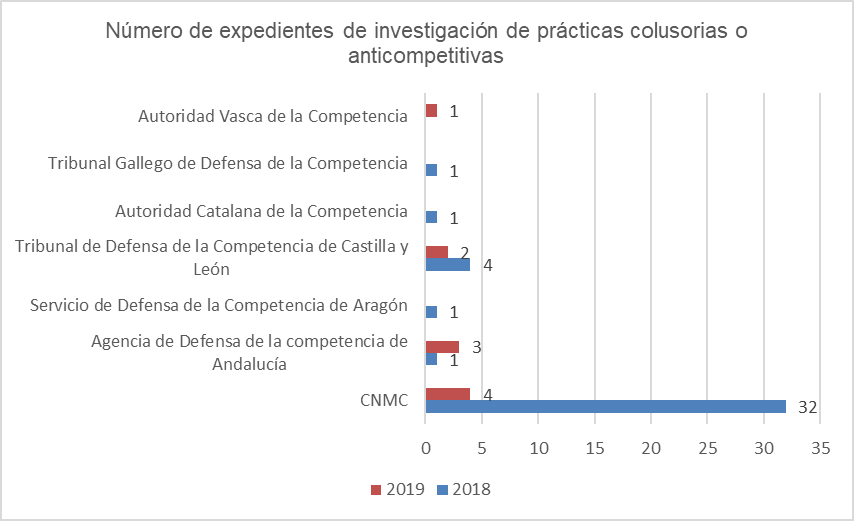 Número de expedientes de investigación de prácticas colusorias o
anticompetitivas
Autoridad Vasca de la Competencia
1
Tribunal Gallego de Defensa de la Competencia
1
Autoridad Catalana de la Competencia
1
Tribunal de Defensa de la Competencia de Castilla y
León
2
4
Servicio de Defensa de la Competencia de Aragón
1
Agencia de Defensa de la competencia de
Andalucía
3
1
CNMC
4
32
0 5 10 15 20 25 30 35
2019 2018